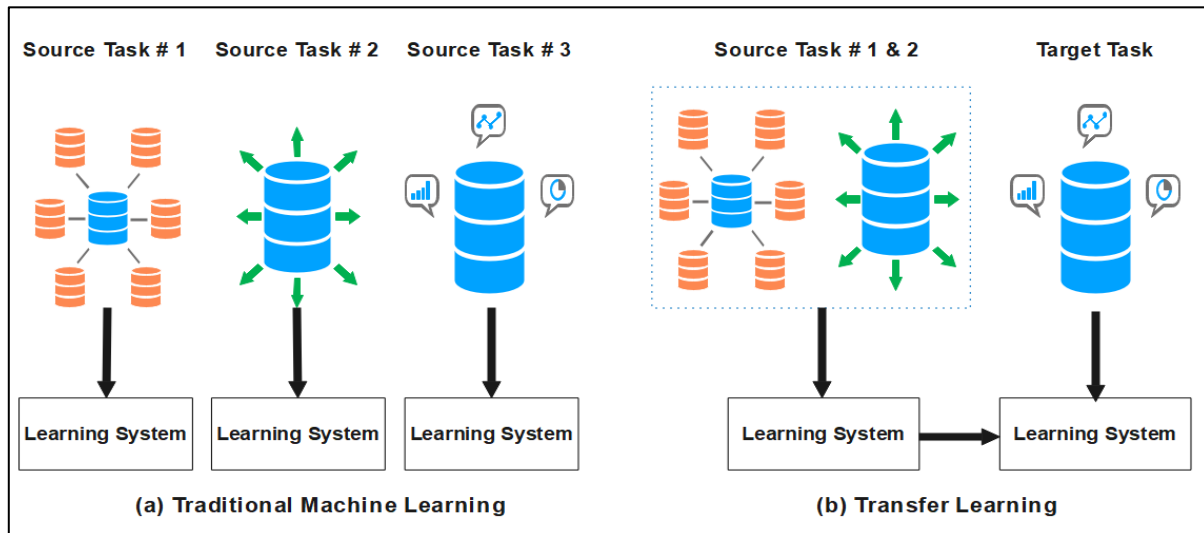 Source Task # 1
Source Task # 2
Source Task # 3
Source Task # 1 & 2
Target Task
Learning System
Learning System
Learning System
Learning System
Learning System
(a) Traditional Machine Learning
(b) Transfer Learning